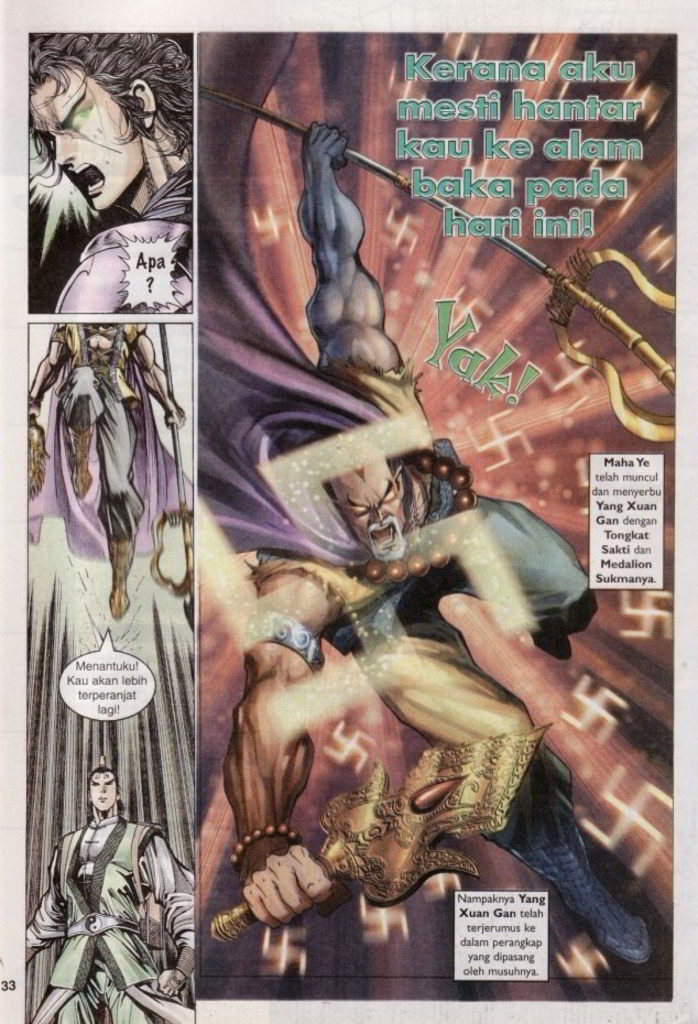 Apa
?
Menantuku!
Kau akan lebih
terperanjat
lagi!
Kerana aku
mesti hantar
kau ke alam
baka pada
hari ini!
Yak!
Maha Ye
telah muncul
dan menyerbu
Yang Xuan
Gan dengan
Tongkat
Sakti dan
Medalion
Sukmanya.
Nampaknya Yang
Xuan Gan telah
terjerumus ke
dalam perangkap
yang dipasang
oleh musuhnya.
33